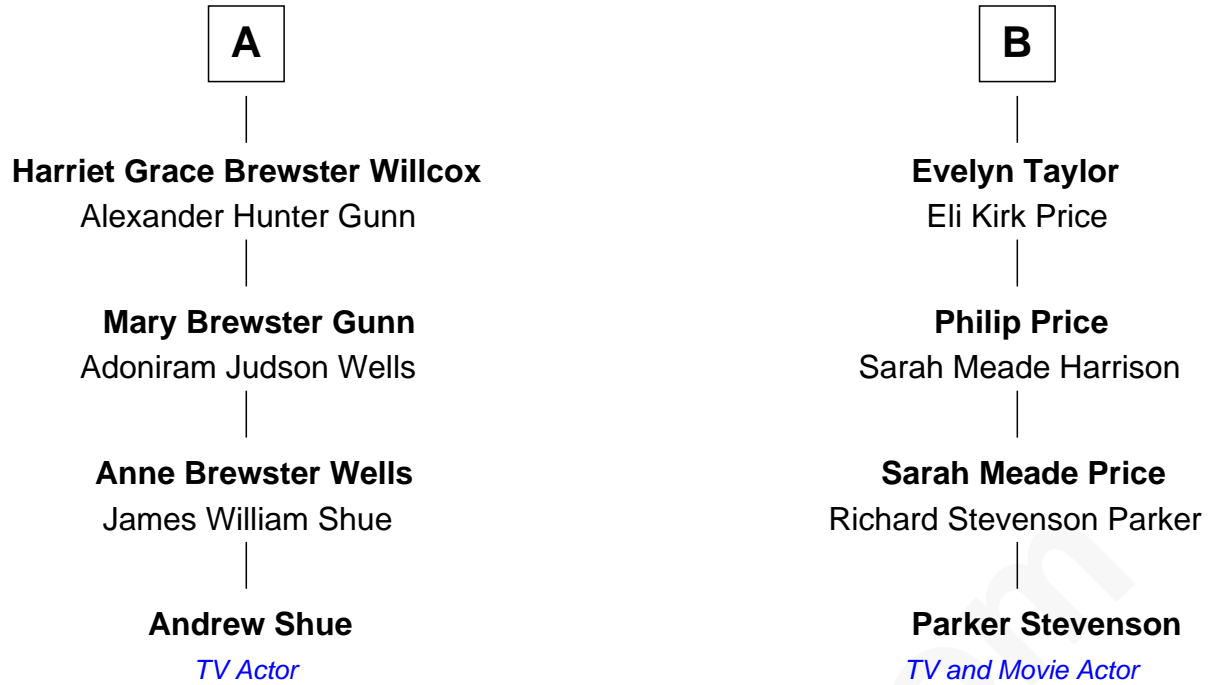 A
Harriet Grace Brewster Willcox
Alexander Hunter Gunn
Mary Brewster Gunn
Adoniram Judson Wells
Anne Brewster Wells
James William Shue
Andrew Shue
TV Actor
B
Evelyn Taylor
Eli Kirk Price
Philip Price
Sarah Meade Harrison
Sarah Meade Price
Richard Stevenson Parker
Parker Stevenson
TV and Movie Actor